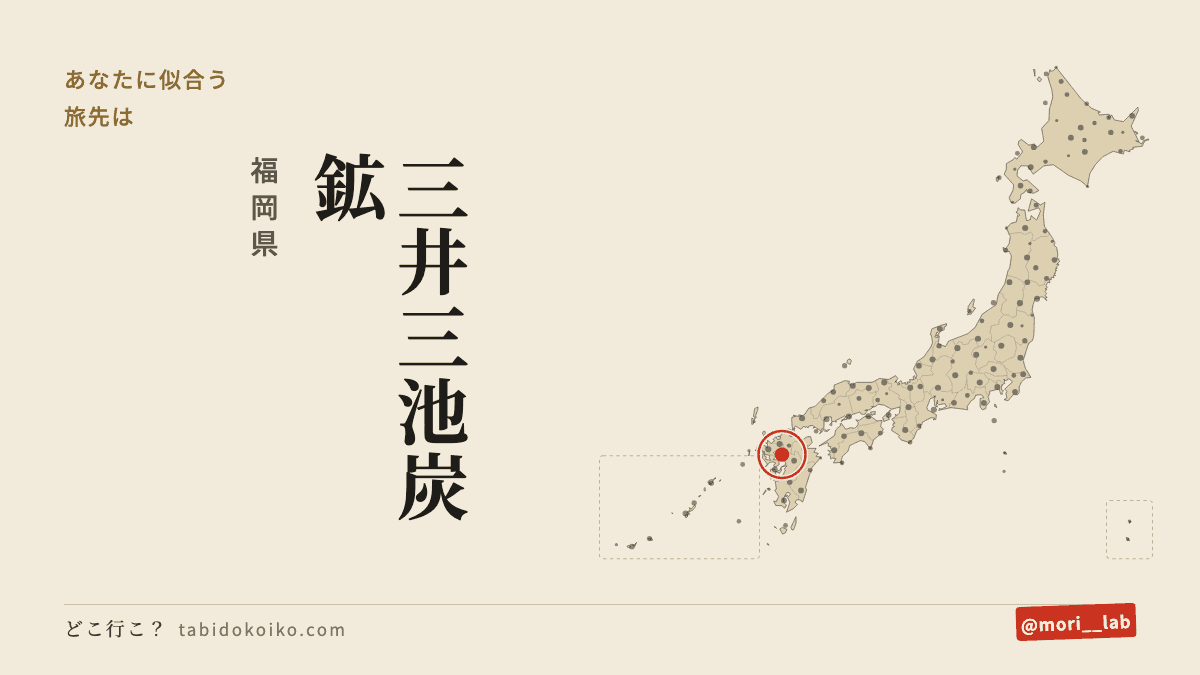 あなたに似合う
旅先は
三井三池炭
鉱
福岡県
どこ行こ？ tabidokoiko.com
@mori__lab